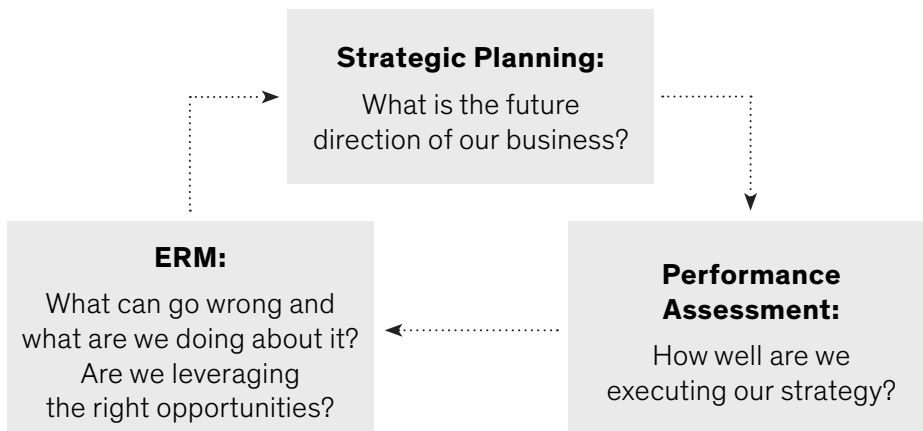 Strategic Planning:
What is the future
direction of our business?
ERM:
What can go wrong and
what are we doing about it?
Are we leveraging
the right opportunities?
Performance
Assessment:
How well are we
executing our strategy?